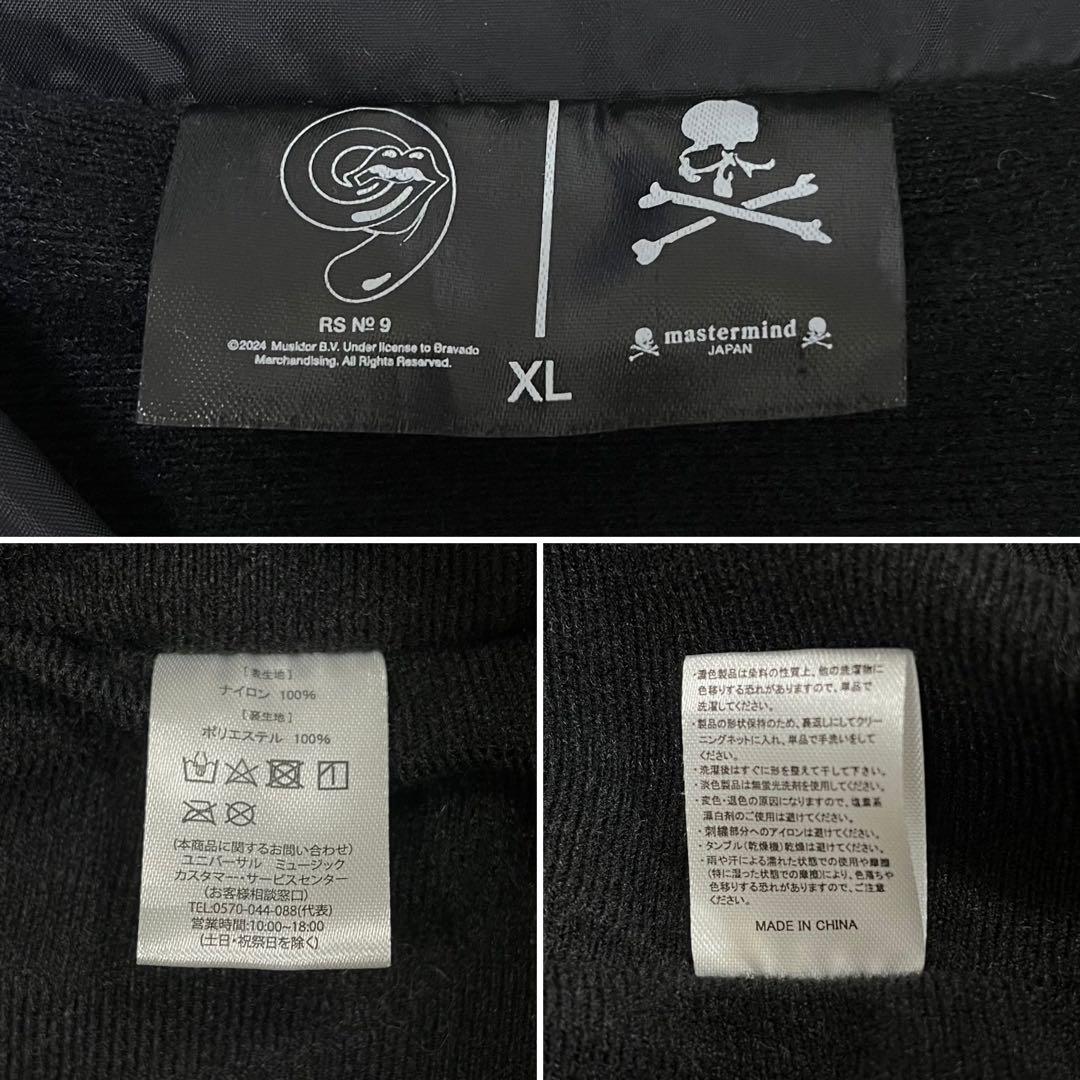 RS Nº 9
©2024 Musidor B.V. Under license to Bravado
Merchandising. All Rights Reserved.
XL
mastermind
JAPAN
[表生地]
ナイロン 100%
[裏生地]
ポリエステル 100%
(本商品に関するお問い合わせ)
ユニバーサル ミュージック
カスタマー・サービスセンター
(お客様相談窓口)
TEL:0570-044-088(代表)
営業時間:10:00~18:00
(土日・祝祭日を除く)
・濃色製品は染料の性質上、他の洗濯物に
色移りする恐れがありますので、単品で
洗濯してください。
・製品の形状保持のため、裏返しにしてクリー
ニングネットに入れ、単品で手洗いをして
ください。
・洗濯後はすぐに形を整えて干して下さい。
・淡色製品は無蛍光洗剤を使用してください。
・変色・退色の原因になりますので、塩素系
漂白剤のご使用は避けてください。
・刺繍部分へのアイロンは避けてください。
・タンブル(乾燥機)乾燥は避けてください。
・雨や汗による濡れた状態での使用や摩擦
(特に湿った状態での摩擦)により、色落ちや
色移りする恐れがありますので、ご注意
ください。
MADE IN CHINA